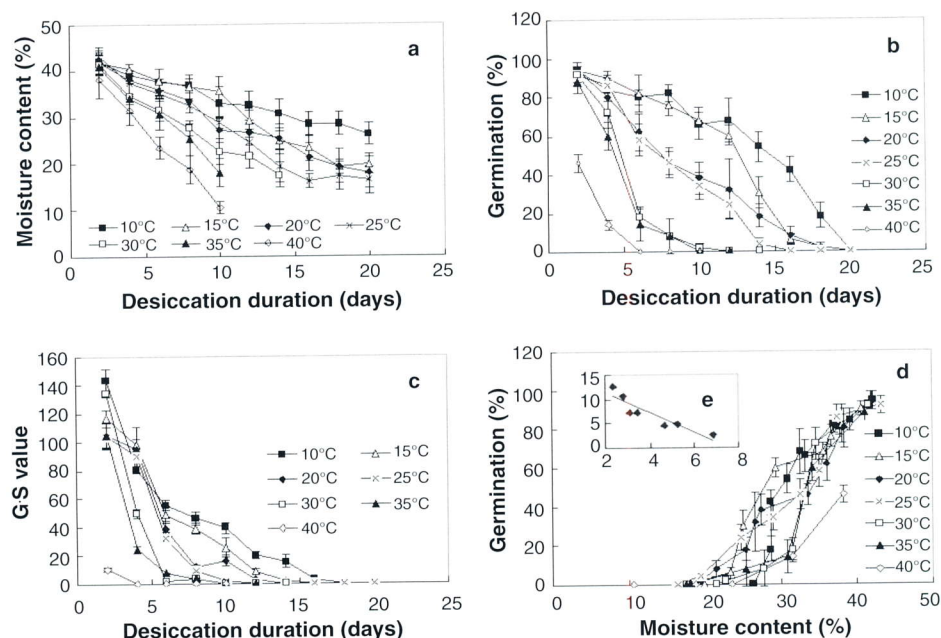 a
50
40
30
20
10
0
Moisture content (%)
10°C 15°C 20°C 25°C
30°C 35°C 40°C
0 5 10 15 20 25
Desiccation duration (days)
b
120
100
80
60
40
20
0
Germination (%)
10°C
15°C
20°C
25°C
30°C
35°C
40°C
0 5 10 15 20 25
Desiccation duration (days)
c
160
140
120
100
80
60
40
20
0
G·S value
10°C 15°C
20°C 25°C
30°C 35°C
40°C
0 5 10 15 20 25
Desiccation duration (days)
d
120
100
80
60
40
20
0
Germination (%)
e
15
10
5
0
2 4 6 8
10°C
15°C
20°C
25°C
30°C
35°C
40°C
0 10 20 30 40 50
Moisture content (%)